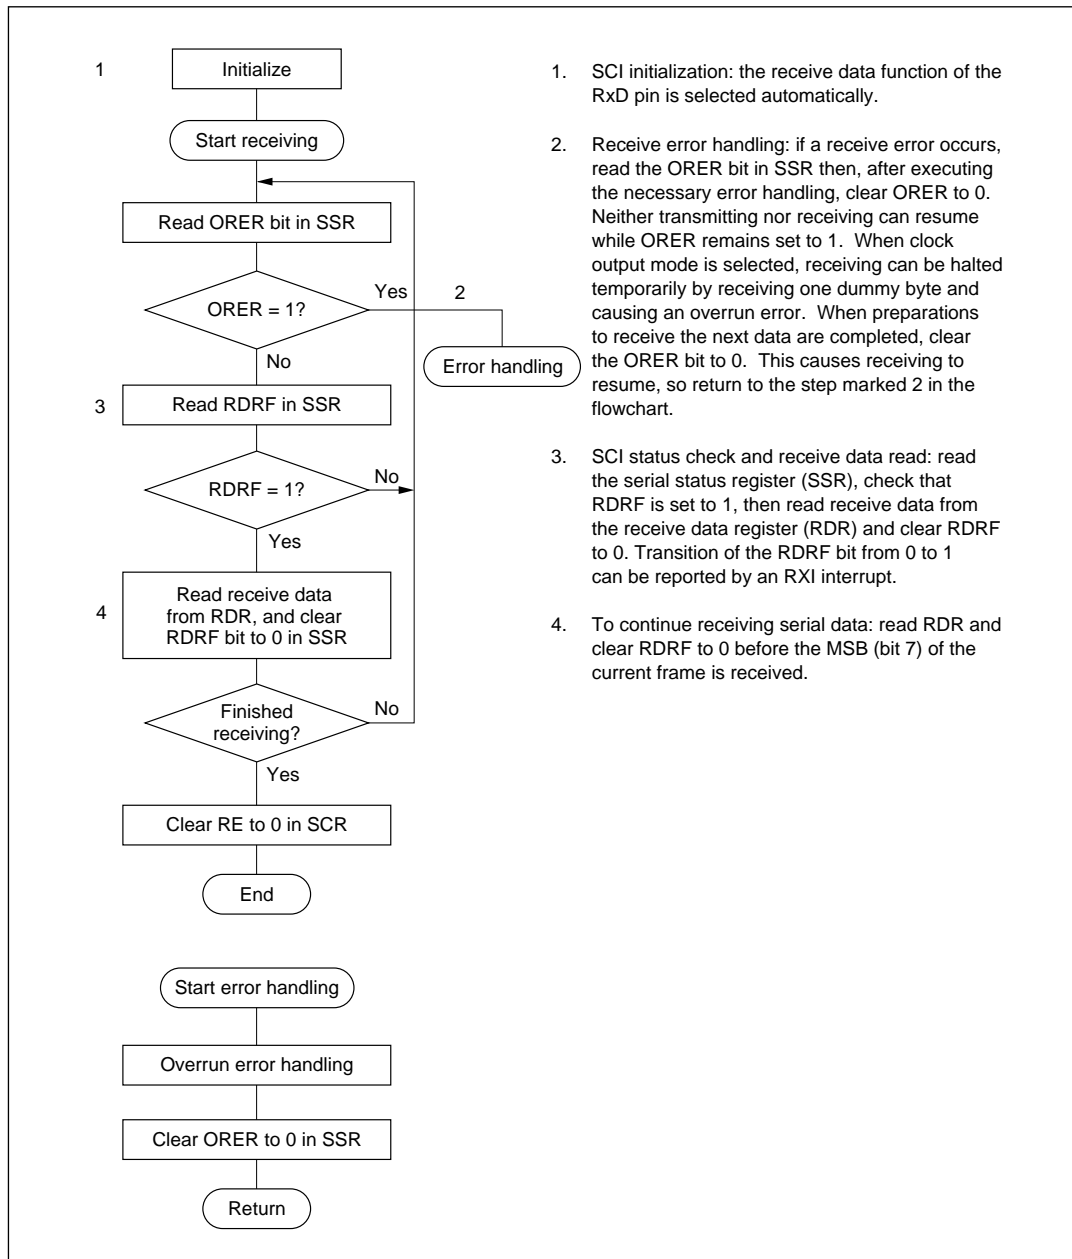 1
Initialize
Start receiving
Read ORER bit in SSR
ORER = 1?
Yes
2
No
Error handling
3
Read RDRF in SSR
RDRF = 1?
No
Yes
4
Read receive data
from RDR, and clear
RDRF bit to 0 in SSR
Finished
receiving?
No
Yes
Clear RE to 0 in SCR
End
Start error handling
Overrun error handling
Clear ORER to 0 in SSR
Return
1. SCI initialization: the receive data function of the
RxD pin is selected automatically.
2. Receive error handling: if a receive error occurs,
read the ORER bit in SSR then, after executing
the necessary error handling, clear ORER to 0.
Neither transmitting nor receiving can resume
while ORER remains set to 1. When clock
output mode is selected, receiving can be halted
temporarily by receiving one dummy byte and
causing an overrun error. When preparations
to receive the next data are completed, clear
the ORER bit to 0. This causes receiving to
resume, so return to the step marked 2 in the
flowchart.
3. SCI status check and receive data read: read
the serial status register (SSR), check that
RDRF is set to 1, then read receive data from
the receive data register (RDR) and clear RDRF
to 0. Transition of the RDRF bit from 0 to 1
can be reported by an RXI interrupt.
4. To continue receiving serial data: read RDR and
clear RDRF to 0 before the MSB (bit 7) of the
current frame is received.